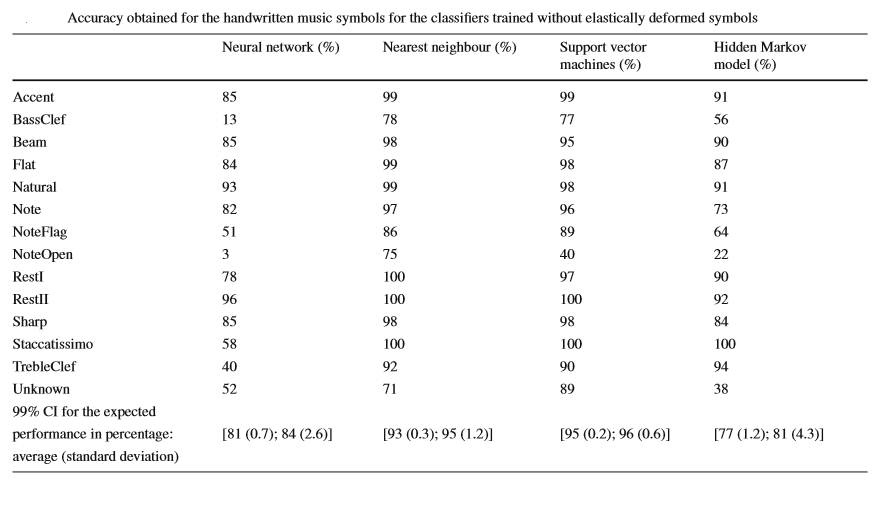 Accuracy obtained for the handwritten music symbols for the classifiers trained without elastically deformed symbols
Neural network (%) Nearest neighbour (%) Support vector machines (%) Hidden Markov model (%)
Accent 85 99 99 91
BassClef 13 78 77 56
Beam 85 98 95 90
Flat 84 99 98 87
Natural 93 99 98 91
Note 82 97 96 73
NoteFlag 51 86 89 64
NoteOpen 3 75 40 22
RestI 78 100 97 90
RestII 96 100 100 92
Sharp 85 98 98 84
Staccatissimo 58 100 100 100
TrebleClef 40 92 90 94
Unknown 52 71 89 38
99% CI for the expected
performance in percentage: [81 (0.7); 84 (2.6)] [93 (0.3); 95 (1.2)] [95 (0.2); 96 (0.6)] [77 (1.2); 81 (4.3)]
average (standard deviation)